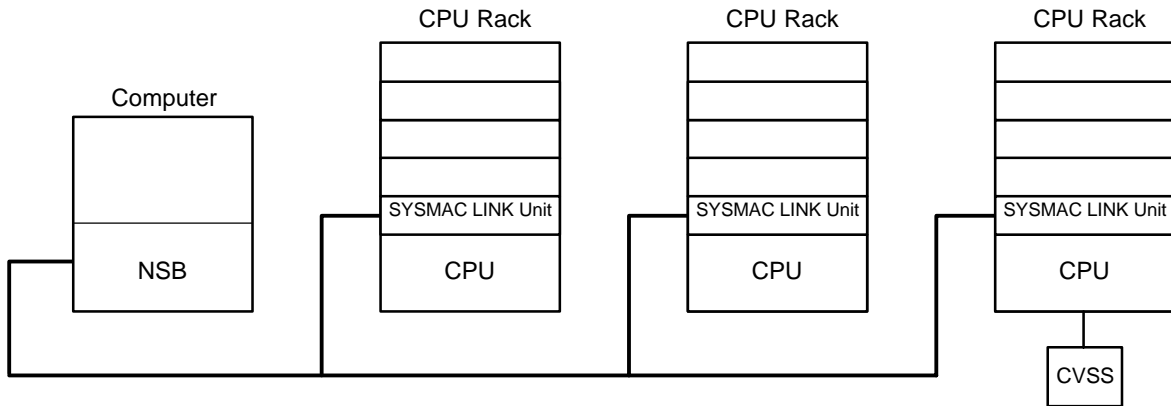 CPU Rack
CPU Rack
CPU Rack
Computer
SYSMAC LINK Unit
SYSMAC LINK Unit
SYSMAC LINK Unit
NSB
CPU
CPU
CPU
CVSS